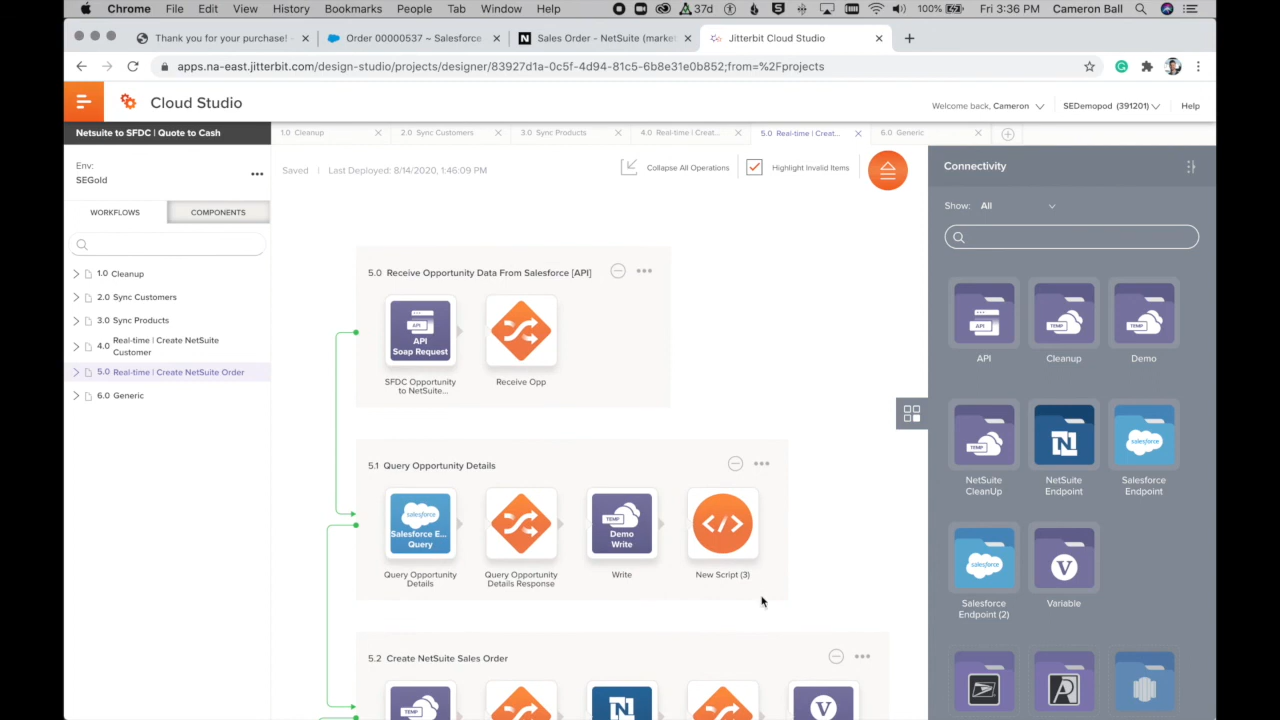 Chrome File Edit View History Bookmarks People Tab Window Help
37d 100% Fri 3:36 PM Cameron Ball
Thank you for your purchase! -
Order 00000537 ~ Salesforce
Sales Order - NetSuite (market
Jitterbit Cloud Studio
apps.na-east.jitterbit.com/design-studio/projects/designer/83927d1a-0c5f-4d94-81c5-6b8e31e0b852;from=%2Fprojects
Cloud Studio
Welcome back, Cameron
SEDemopod (391201)
Help
Netsuite to SFDC | Quote to Cash
1.0 Cleanup
2.0 Sync Customers
3.0 Sync Products
4.0 Real-time | Creat...
5.0 Real-time | Creat...
6.0 Generic
Env:
SEGold
WORKFLOWS
COMPONENTS
1.0 Cleanup
2.0 Sync Customers
3.0 Sync Products
4.0 Real-time | Create NetSuite
Customer
5.0 Real-time | Create NetSuite Order
6.0 Generic
Saved
Last Deployed: 8/14/2020, 1:46:09 PM
Collapse All Operations
Highlight Invalid Items
5.0 Receive Opportunity Data From Salesforce [API]
API
API
Soap Request
SFDC Opportunity
to NetSuite...
Receive Opp
5.1 Query Opportunity Details
salesforce
Salesforce E...
Query
Query Opportunity
Details
Query Opportunity
Details Response
TEMP
Demo
Write
Write
New Script (3)
5.2 Create NetSuite Sales Order
TEMP
N
V
Connectivity
Show: All
API
API
TEMP
Cleanup
TEMP
Demo
TEMP
NetSuite
CleanUp
N
NetSuite
Endpoint
salesforce
Salesforce
Endpoint
salesforce
Salesforce
Endpoint (2)
V
Variable